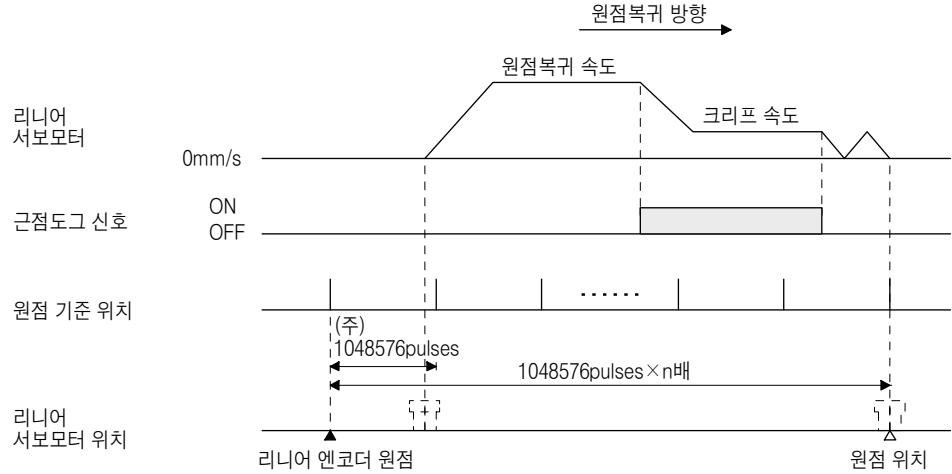 원점복귀 방향
원점복귀 속도
크리프 속도
리니어
서보모터
0mm/s
근점도그 신호
ON
OFF
원점 기준 위치
......
(주)
1048576pulses
1048576pulses×n배
리니어
서보모터 위치
리니어 엔코더 원점
원점 위치